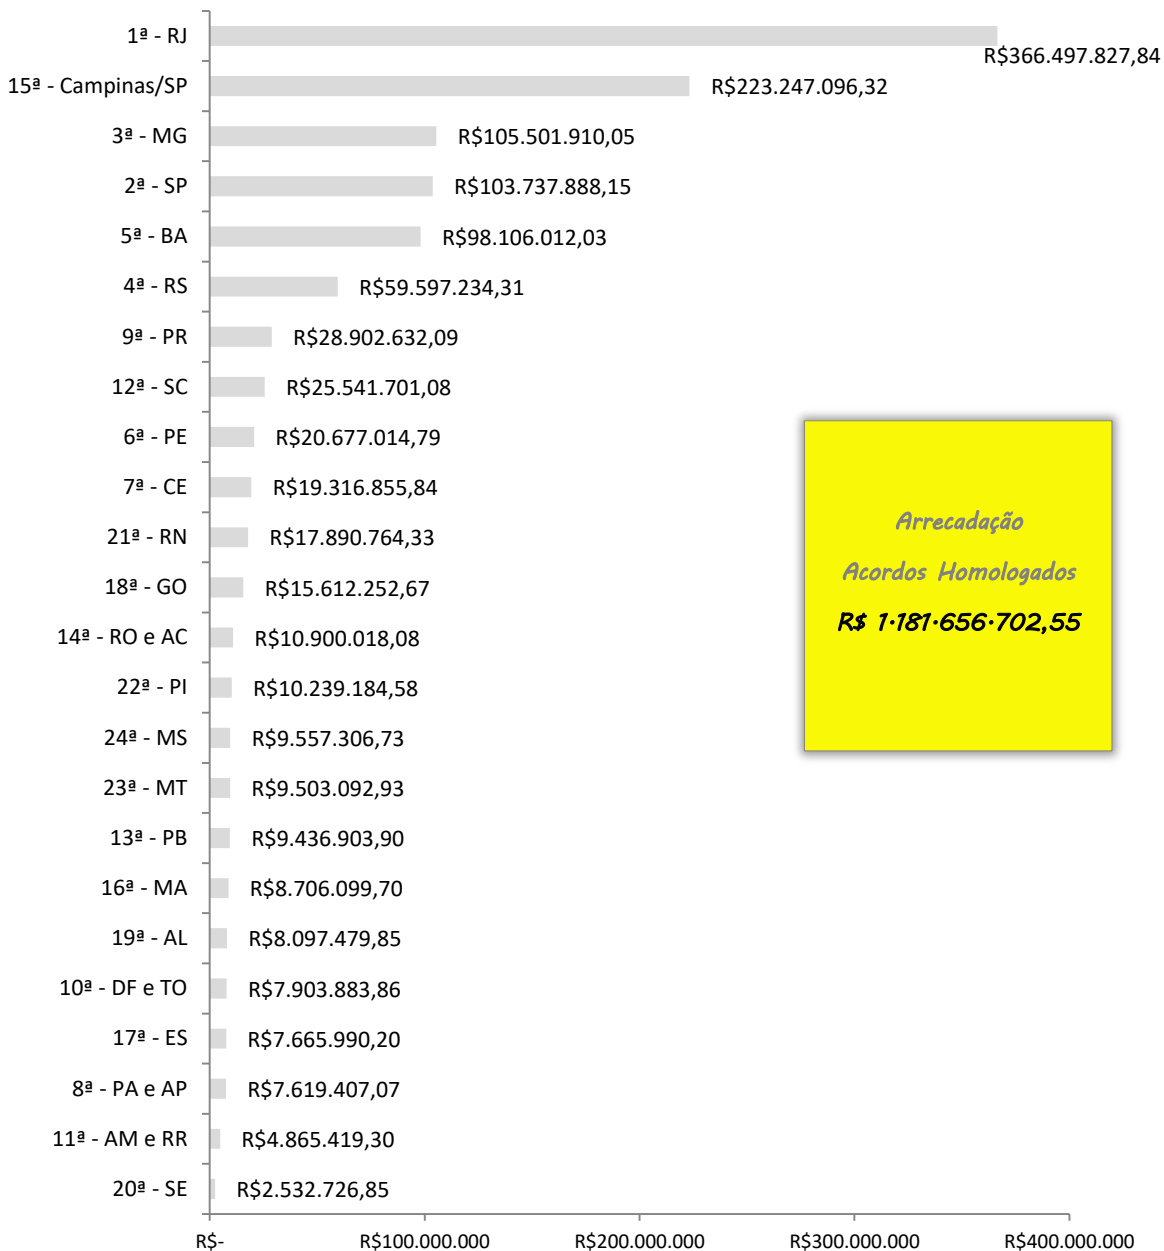 1ª - RJ
R$366.497.827,84
15ª - Campinas/SP
R$223.247.096,32
3ª - MG
R$105.501.910,05
2ª - SP
R$103.737.888,15
5ª - BA
R$98.106.012,03
4ª - RS
R$59.597.234,31
9ª - PR
R$28.902.632,09
12ª - SC
R$25.541.701,08
6ª - PE
R$20.677.014,79
7ª - CE
R$19.316.855,84
21ª - RN
R$17.890.764,33
18ª - GO
R$15.612.252,67
14ª - RO e AC
R$10.900.018,08
22ª - PI
R$10.239.184,58
24ª - MS
R$9.557.306,73
23ª - MT
R$9.503.092,93
13ª - PB
R$9.436.903,90
16ª - MA
R$8.706.099,70
19ª - AL
R$8.097.479,85
10ª - DF e TO
R$7.903.883,86
17ª - ES
R$7.665.990,20
8ª - PA e AP
R$7.619.407,07
11ª - AM e RR
R$4.865.419,30
20ª - SE
R$2.532.726,85
R$- R$100.000.000 R$200.000.000 R$300.000.000 R$400.000.000
Arrecadação
Acordos Homologados
R$ 1.181.656.702,55